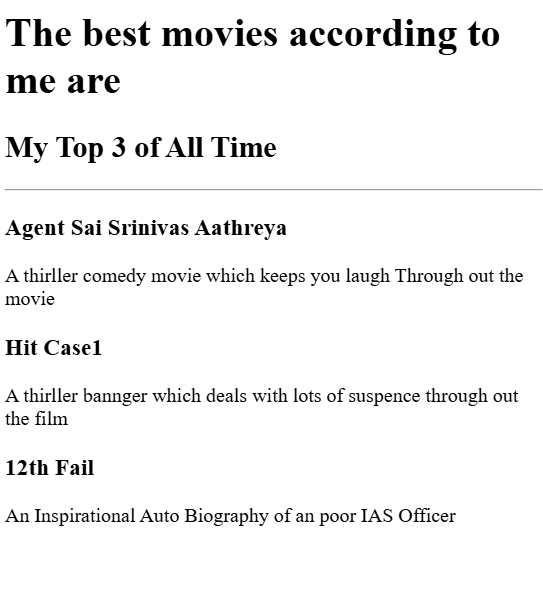 The best movies according to
me are
My Top 3 of All Time
Agent Sai Srinivas Aathreya
A thirller comedy movie which keeps you laugh Through out the
movie
Hit Case1
A thirller bannger which deals with lots of suspence through out
the film
12th Fail
An Inspirational Auto Biography of an poor IAS Officer